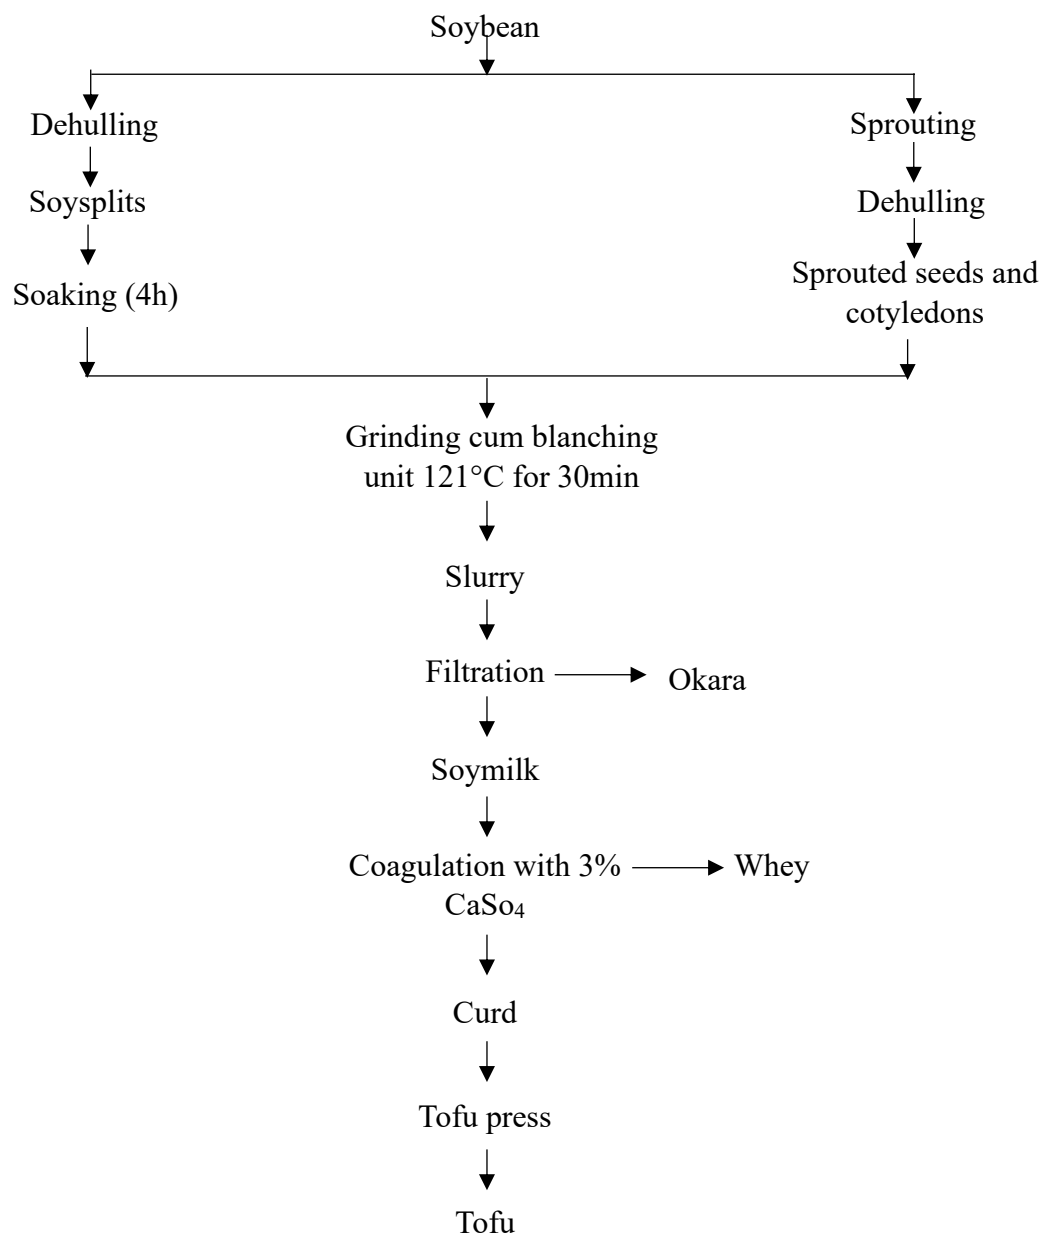 Soybean
Dehulling
Sprouting
Soysplits
Dehulling
Soaking (4h)
Sprouted seeds and
cotyledons
Grinding cum blanching
unit 121°C for 30min
Slurry
Filtration
Okara
Soymilk
Coagulation with 3%
Whey
CaSo₄
Curd
Tofu press
Tofu